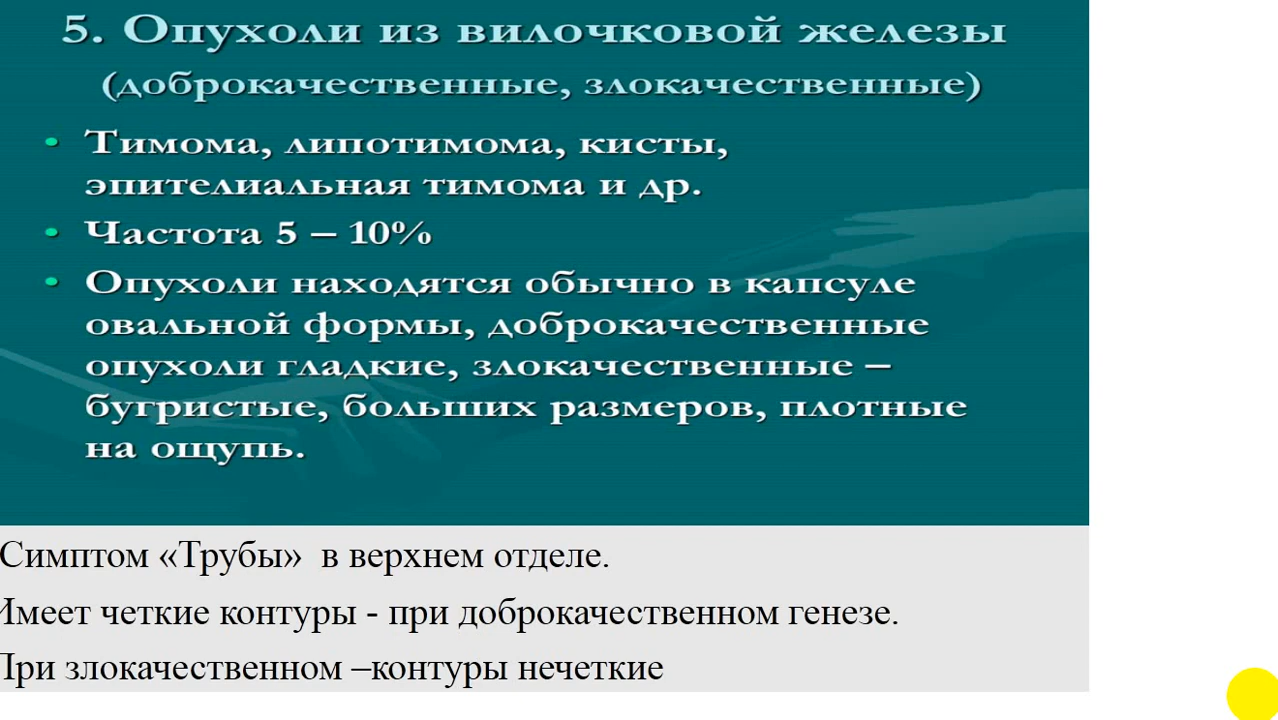 5. Опухоли из вилочковой железы
(доброкачественные, злокачественные)
• Тимома, липотимома, кисты,
эпителиальная тимома и др.
• Частота 5 – 10%
• Опухоли находятся обычно в капсуле
овальной формы, доброкачественные
опухоли гладкие, злокачественные –
бугристые, больших размеров, плотные
на ощупь.
Симптом «Трубы» в верхнем отделе.
Имеет четкие контуры - при доброкачественном генезе.
При злокачественном –контуры нечеткие